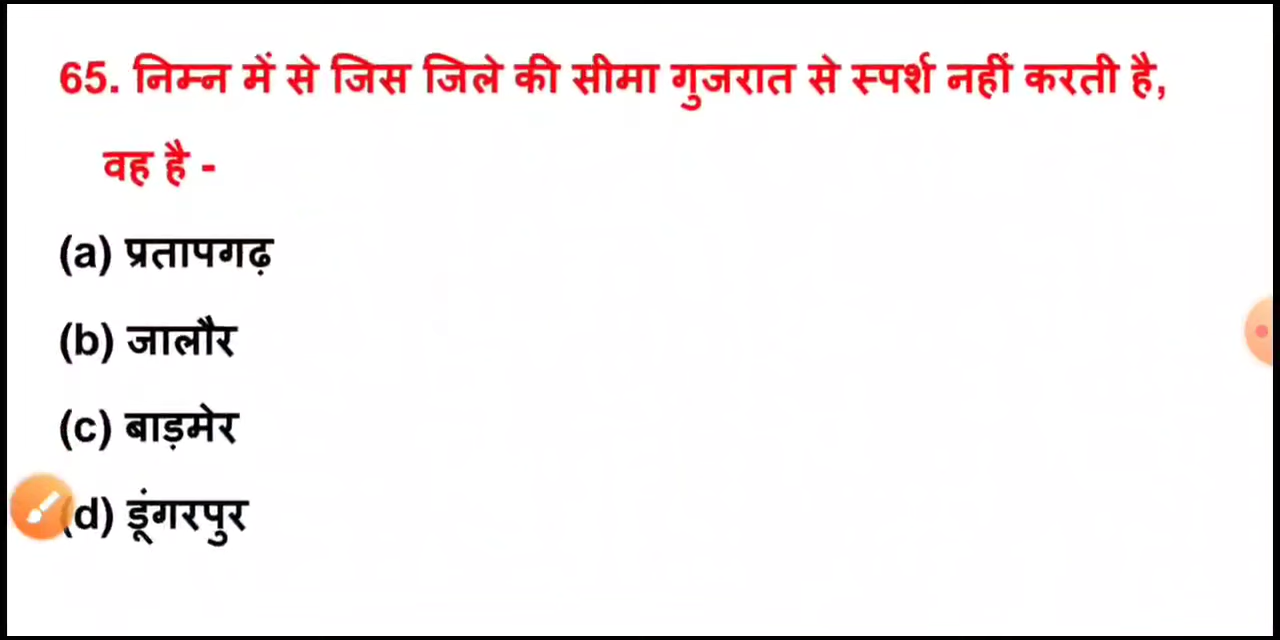 65. निम्न में से जिस जिले की सीमा गुजरात से स्पर्श नहीं करती है,
वह है -
(a) प्रतापगढ़
(b) जालौर
(c) बाड़मेर
(d) डूंगरपुर